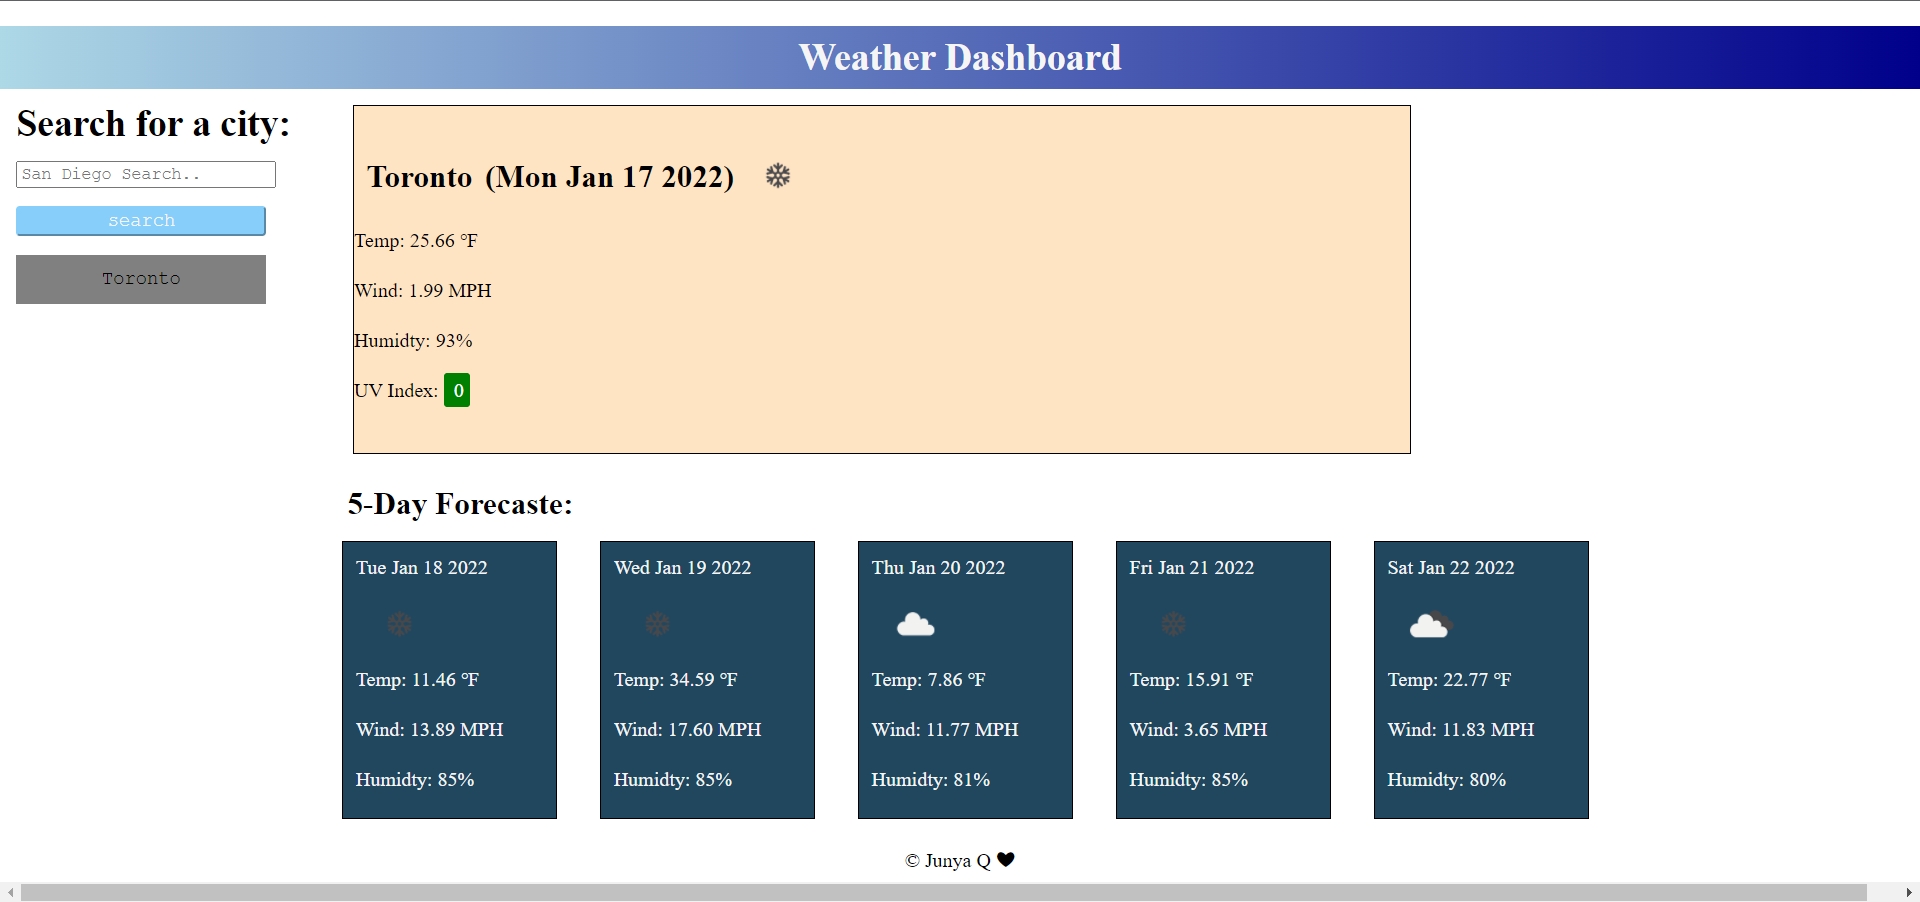 Weather Dashboard
Search for a city:
San Diego Search..
search
Toronto
Toronto (Mon Jan 17 2022)
Temp: 25.66 °F
Wind: 1.99 MPH
Humidty: 93%
UV Index: 0
5-Day Forecaste:
Tue Jan 18 2022
Temp: 11.46 °F
Wind: 13.89 MPH
Humidty: 85%
Wed Jan 19 2022
Temp: 34.59 °F
Wind: 17.60 MPH
Humidty: 85%
Thu Jan 20 2022
Temp: 7.86 °F
Wind: 11.77 MPH
Humidty: 81%
Fri Jan 21 2022
Temp: 15.91 °F
Wind: 3.65 MPH
Humidty: 85%
Sat Jan 22 2022
Temp: 22.77 °F
Wind: 11.83 MPH
Humidty: 80%
© Junya Q 🖤